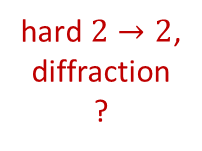 hard 2 → 2,
diffraction
?